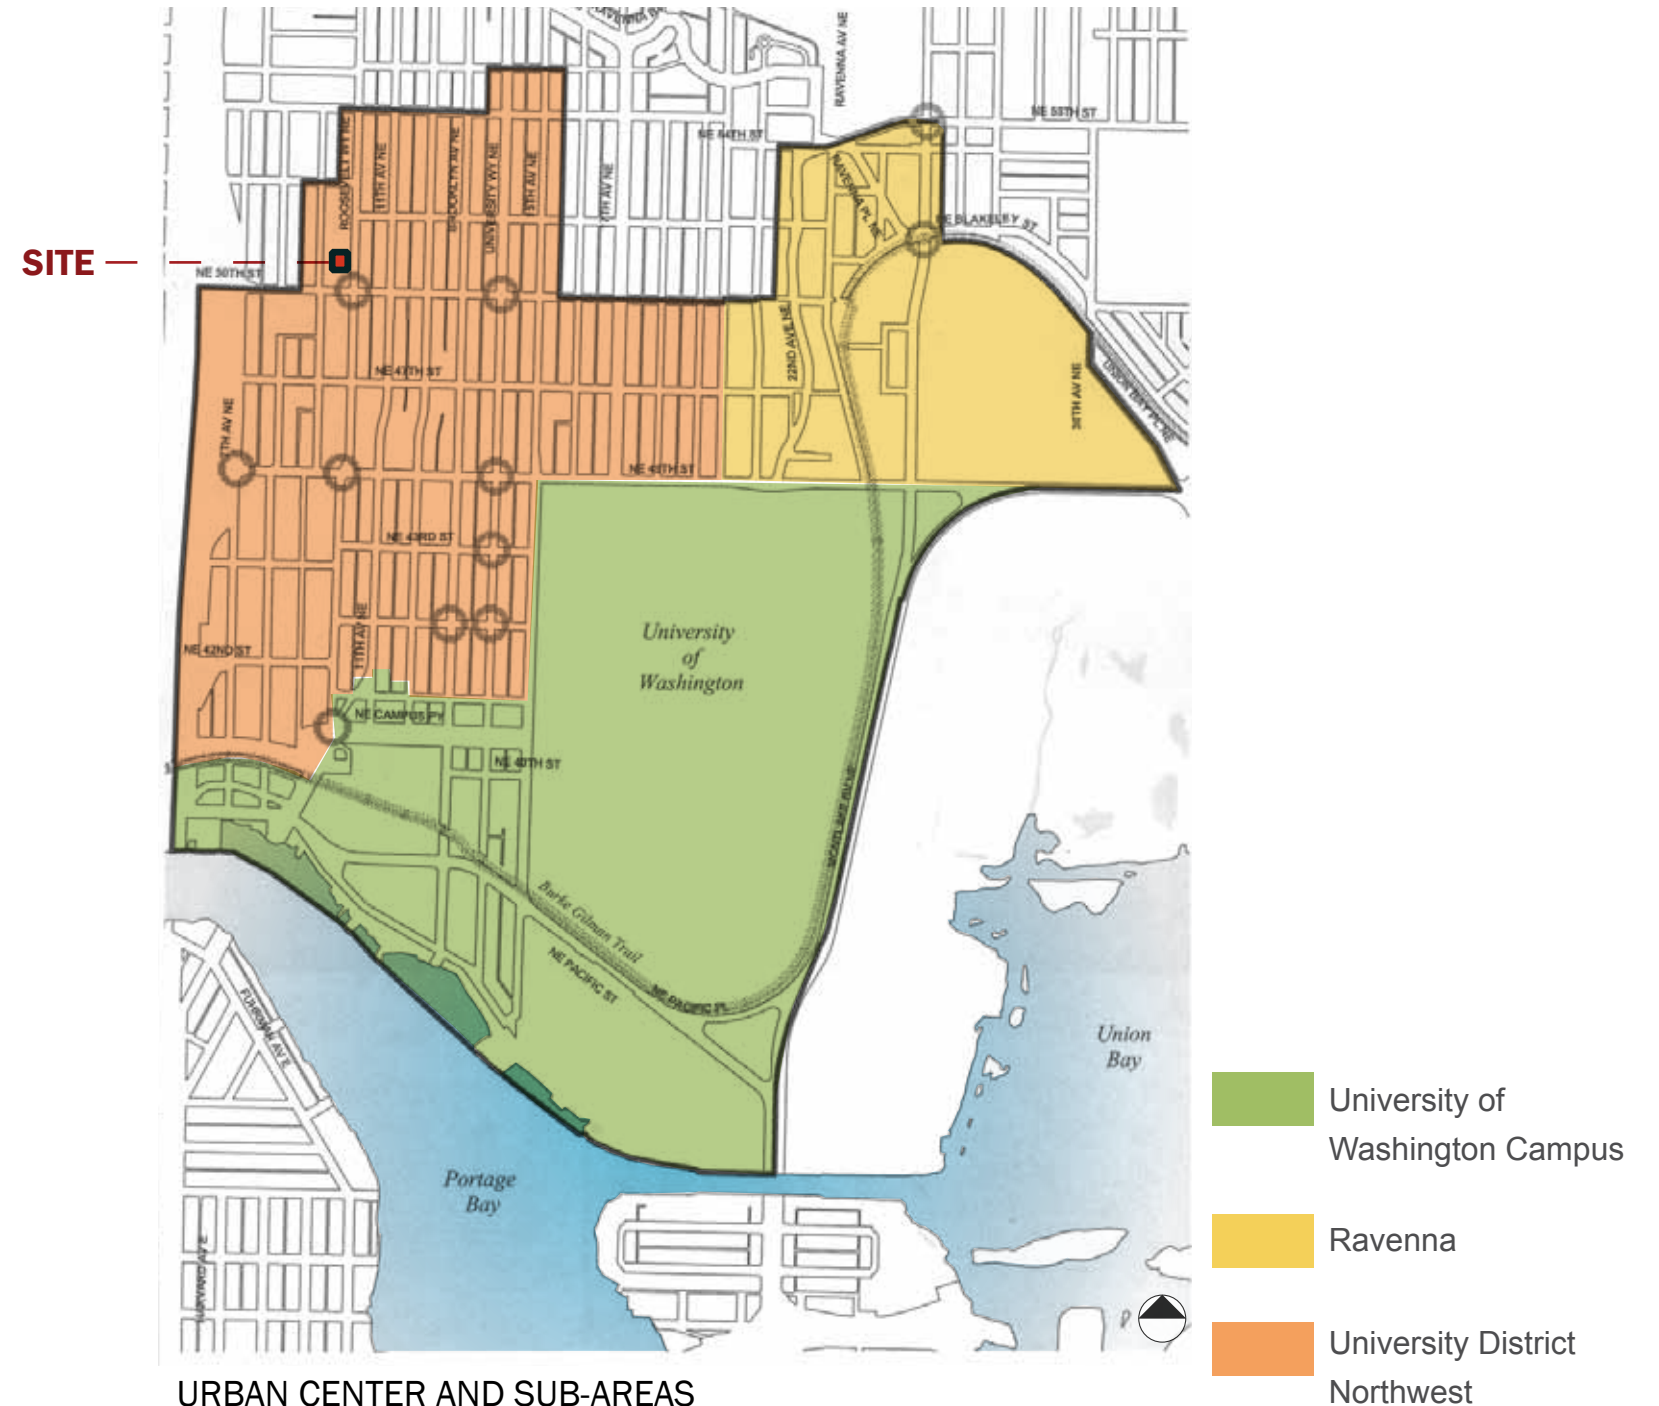 RAVENNA AV NE
NE 55TH ST
NE 54TH ST
ROOSEVELT WY NE
11TH AV NE
BROOKLYN AV NE
UNIVERSITY WY NE
15TH AV NE
17TH AV NE
RAVENNA PL NE
NE BLAKELEY ST
SITE
NE 50TH ST
22ND AVE NE
NE 47TH ST
30TH AV NE
UNION BAY PL NE
7TH AV NE
NE 45TH ST
NE 43RD ST
11TH AV NE
NE 42ND ST
University
of
Washington
NE CAMPUS PY
NE 40TH ST
MONTLAKE AV NE
Burke Gilman Trail
NE PACIFIC ST
NE PACIFIC PL
FUHRMAN AV E
Union
Bay
Portage
Bay
HARVARD AV E
University of
Washington Campus
Ravenna
University District
Northwest
URBAN CENTER AND SUB-AREAS